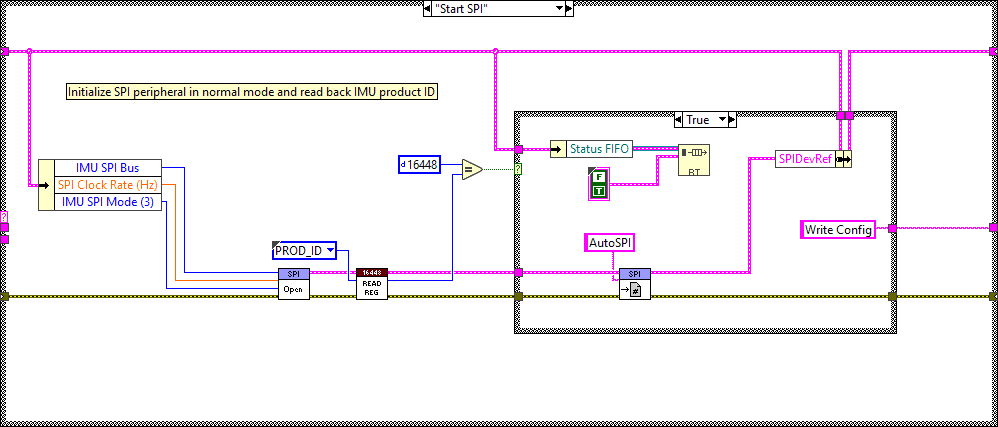 "Start SPI"
Initialize SPI peripheral in normal mode and read back IMU product ID
True
d 16448
=
?
Status FIFO
RT
SPIDevRef
F
T
IMU SPI Bus
SPI Clock Rate (Hz)
IMU SPI Mode (3)
?
Write Config
AutoSPI
PROD_ID
SPI
Open
16448
READ
REG
SPI
#